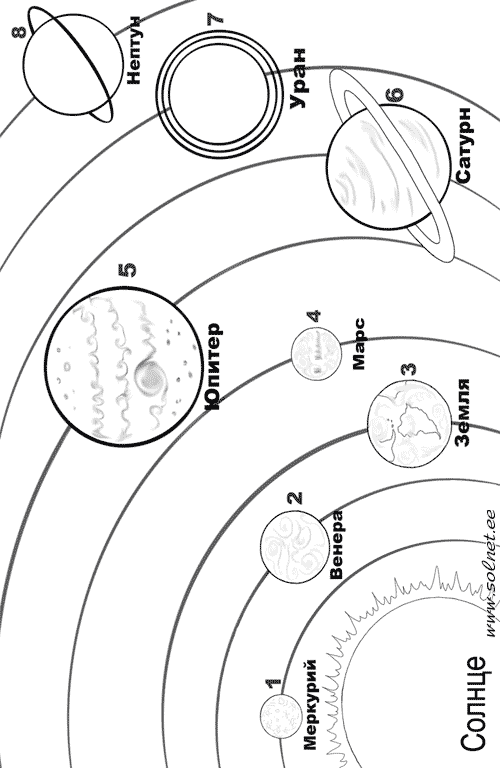 1
Меркурий
2
Венера
3
Земля
4
Марс
5
Юпитер
6
Сатурн
7
Уран
8
Нептун
Солнце
www.solnet.ee